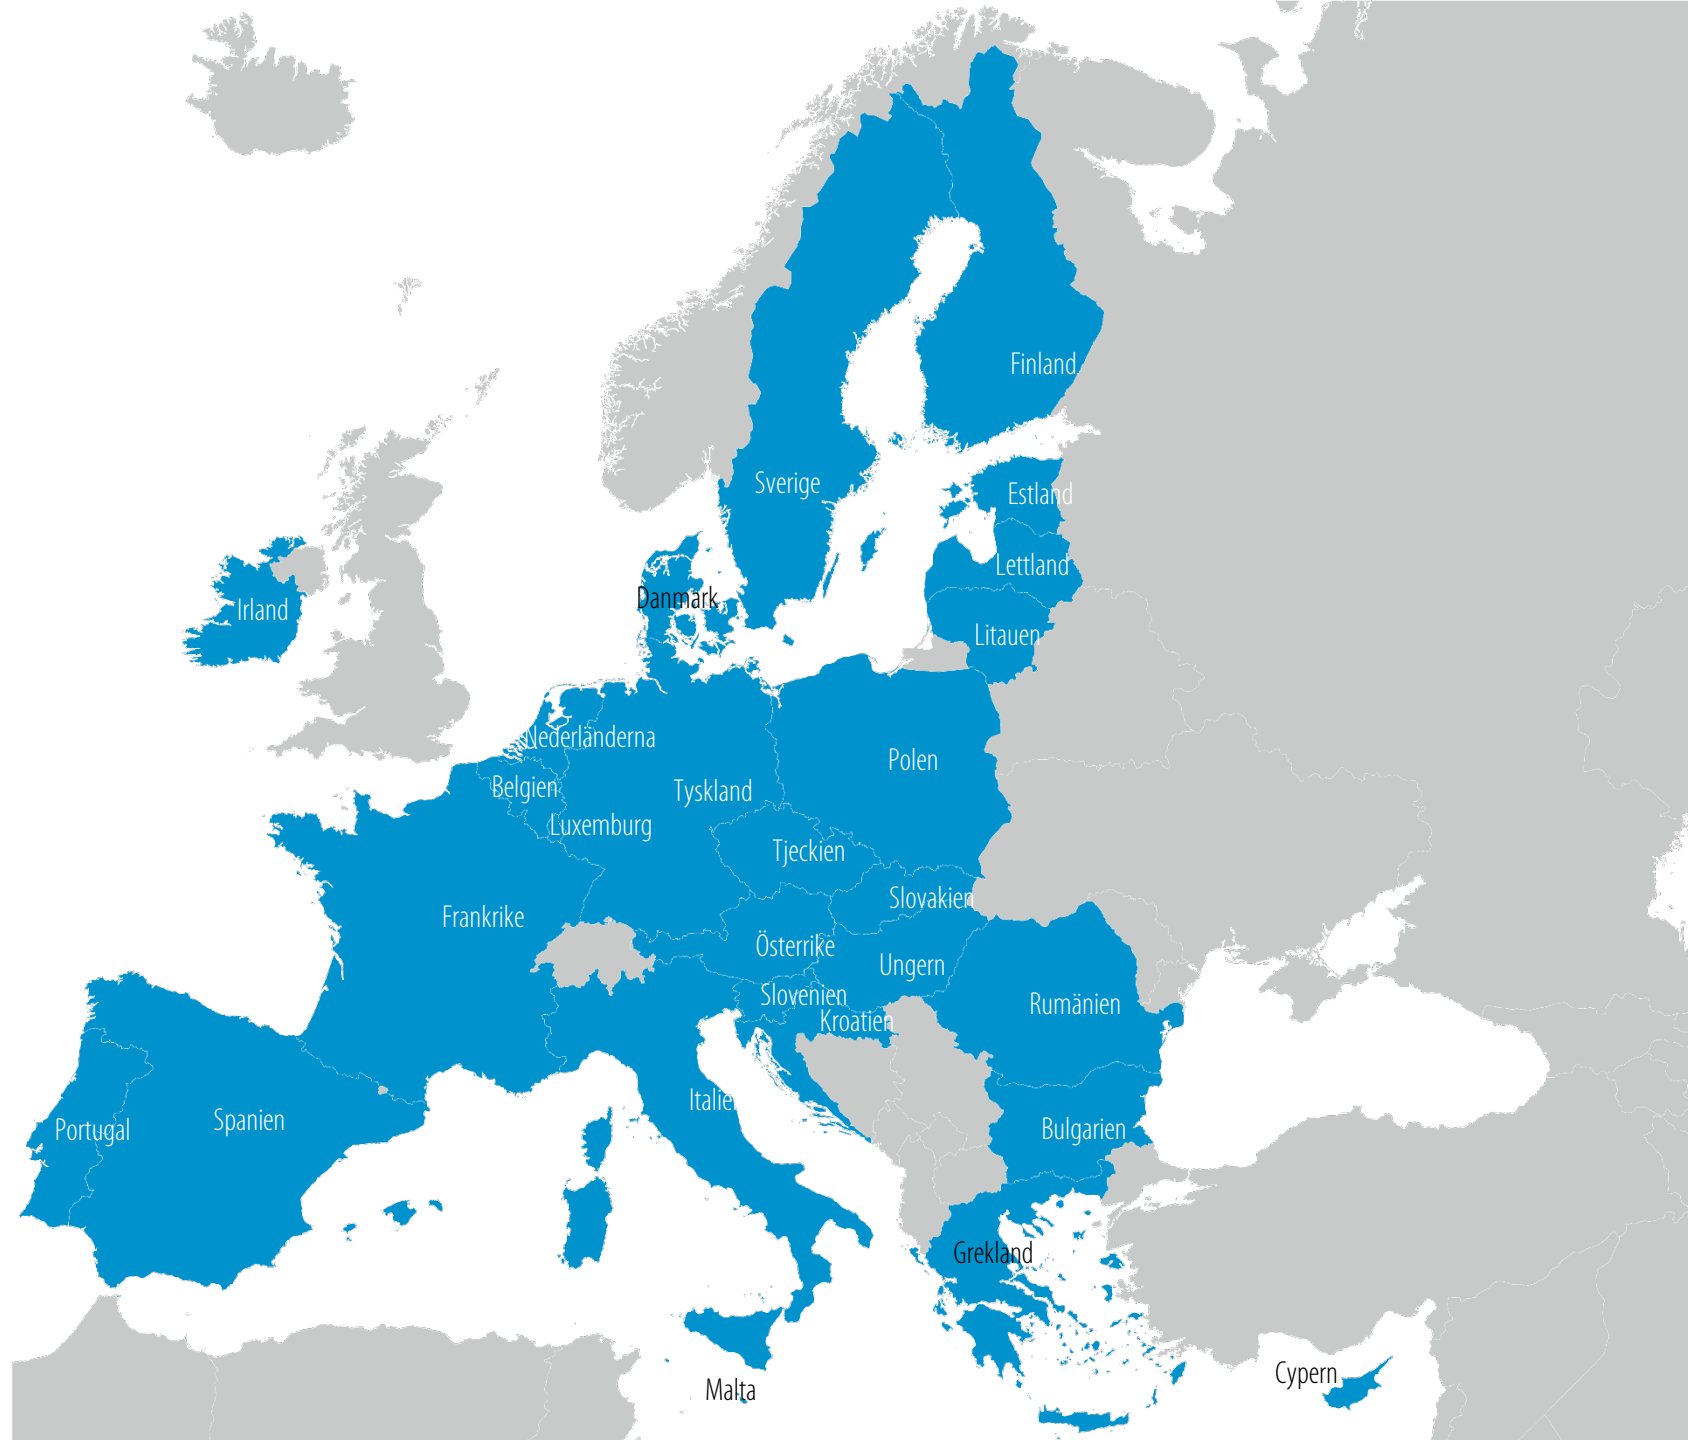 Finland
Sverige
Estland
Lettland
Danmark
Irland
Litauen
Nederländerna
Polen
Belgien
Tyskland
Luxemburg
Tjeckien
Slovakien
Frankrike
Österrike
Ungern
Slovenien
Rumänien
Kroatien
Italien
Spanien
Portugal
Bulgarien
Grekland
Cypern
Malta